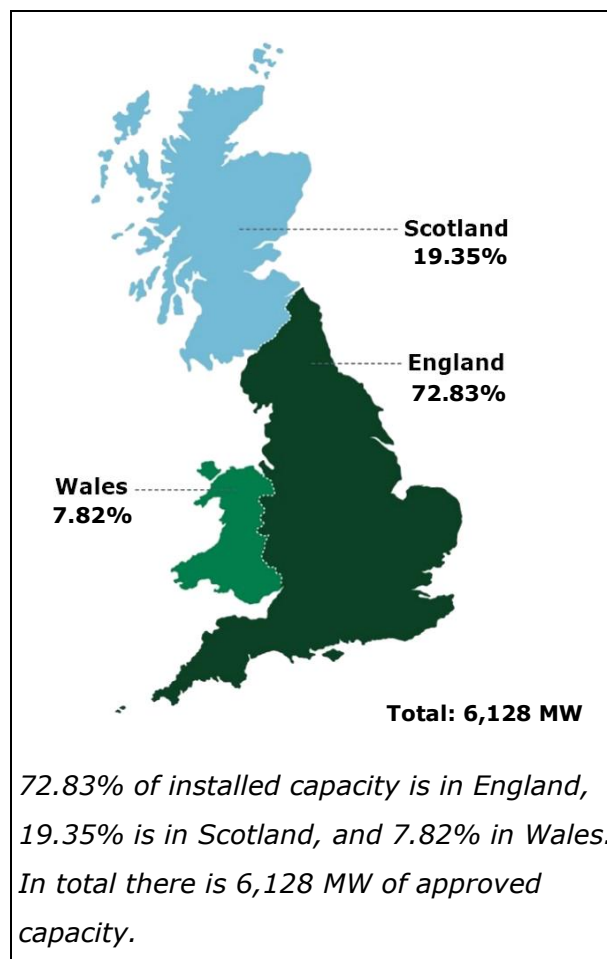 Scotland
19.35%
England
72.83%
Wales
7.82%
Total: 6,128 MW
72.83% of installed capacity is in England,
19.35% is in Scotland, and 7.82% in Wales.
In total there is 6,128 MW of approved
capacity.